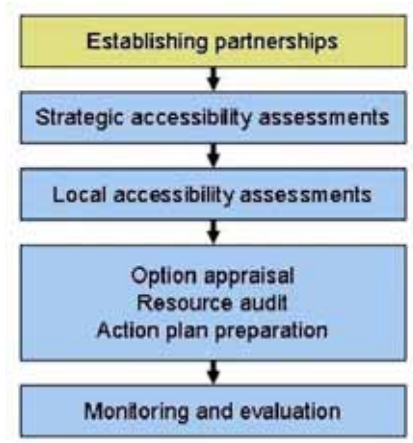 Establishing partnerships
Strategic accessibility assessments
Local accessibility assessments
Option appraisal
Resource audit
Action plan preparation
Monitoring and evaluation